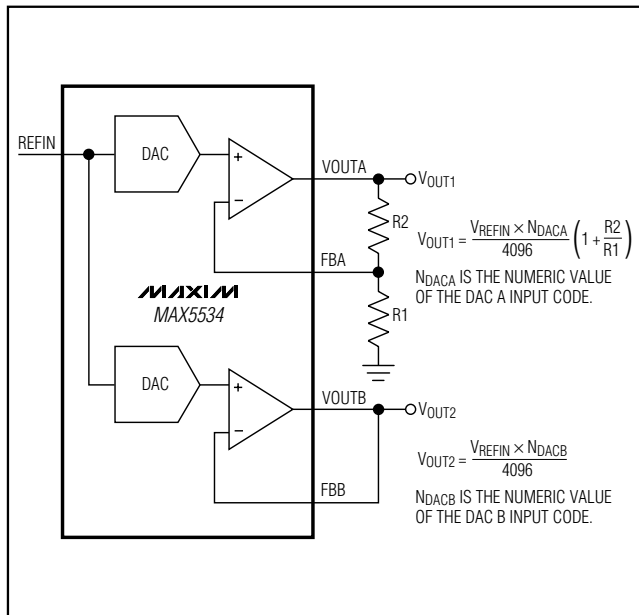 REFIN
DAC
+
−
VOUTA
VOUT1
R2
FBA
R1
VOUT1 = VREFIN × NDACA / 4096 (1 + R2/R1)
NDACA IS THE NUMERIC VALUE
OF THE DAC A INPUT CODE.
MAXIM
MAX5534
DAC
+
−
VOUTB
VOUT2
FBB
VOUT2 = VREFIN × NDACB / 4096
NDACB IS THE NUMERIC VALUE
OF THE DAC B INPUT CODE.